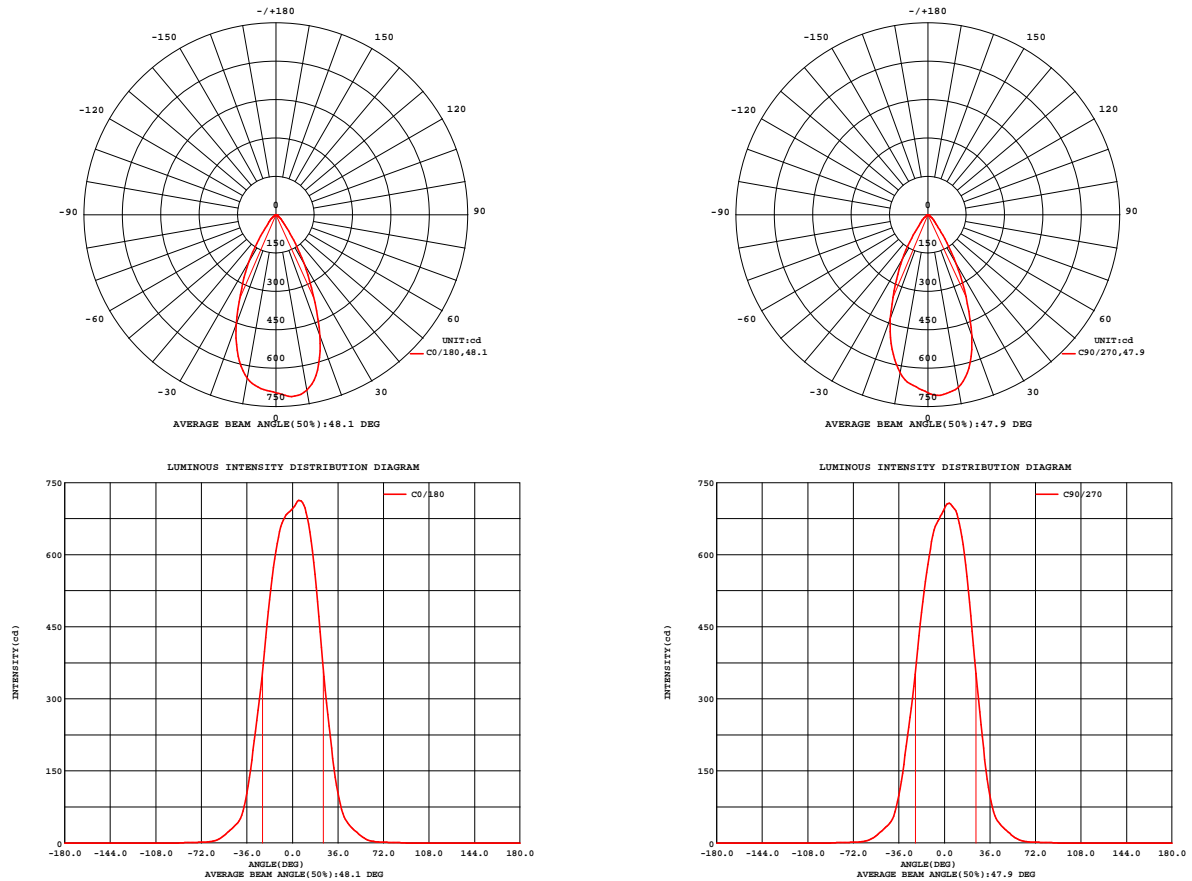 -/+180
-150 150
-120 120
-90 90
0
150
300
-60 60
450
UNIT:cd
600
C0/180,48.1
-30 30
750
0
AVERAGE BEAM ANGLE(50%):48.1 DEG
-/+180
-150 150
-120 120
-90 90
0
150
300
-60 60
450
UNIT:cd
600
C90/270,47.9
-30 30
750
0
AVERAGE BEAM ANGLE(50%):47.9 DEG
LUMINOUS INTENSITY DISTRIBUTION DIAGRAM
750
C0/180
600
450
INTENSITY(cd)
300
150
0
-180.0 -144.0 -108.0 -72.0 -36.0 0.0 36.0 72.0 108.0 144.0 180.0
ANGLE(DEG)
AVERAGE BEAM ANGLE(50%):48.1 DEG
LUMINOUS INTENSITY DISTRIBUTION DIAGRAM
750
C90/270
600
450
INTENSITY(cd)
300
150
0
-180.0 -144.0 -108.0 -72.0 -36.0 0.0 36.0 72.0 108.0 144.0 180.0
ANGLE(DEG)
AVERAGE BEAM ANGLE(50%):47.9 DEG